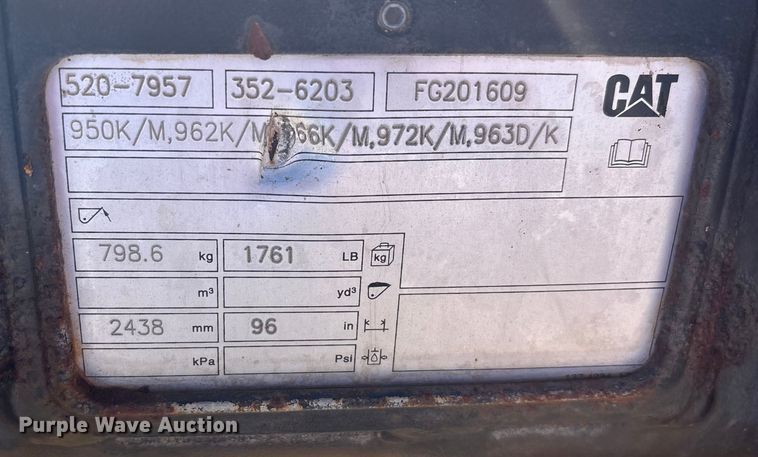 520-7957 352-6203 FG201609 CAT
950K/M,962K/M 66K/M,972K/M,963D/K
798.6 kg 1761 LB kg
m³ yd³
2438 mm 96 in
kPa Psi
Purple Wave Auction